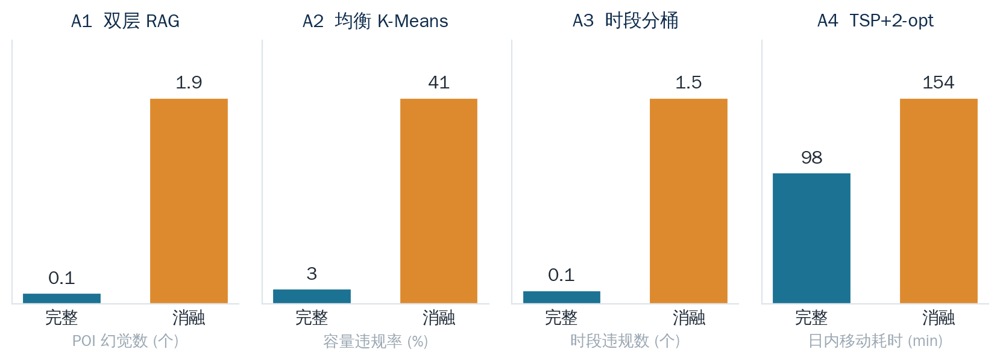 A1 双层 RAG
1.9
0.1
完整 消融
POI 幻觉数 (个)
A2 均衡 K-Means
41
3
完整 消融
容量违规率 (%)
A3 时段分桶
1.5
0.1
完整 消融
时段违规数 (个)
A4 TSP+2-opt
154
98
完整 消融
日内移动耗时 (min)